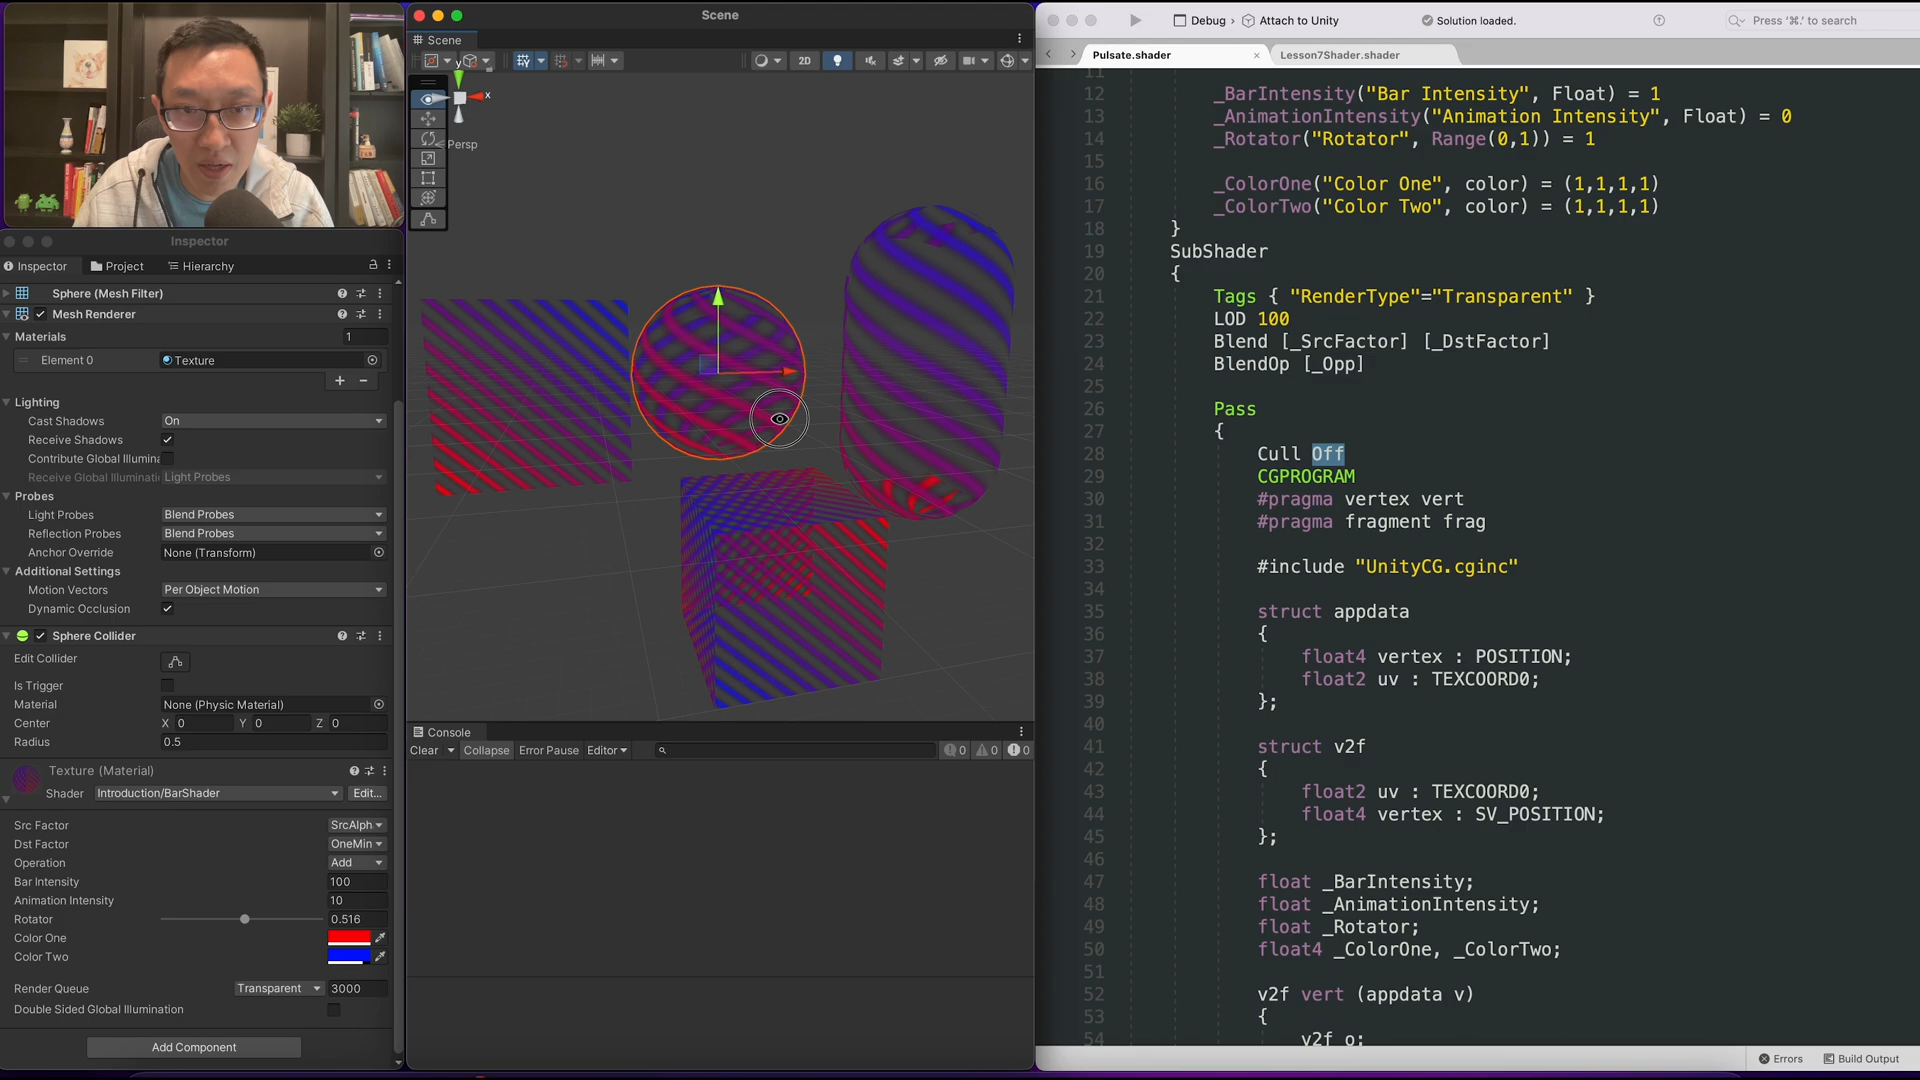 Scene
Scene
2D
y
x
Persp
Inspector
Inspector
Project
Hierarchy
Sphere (Mesh Filter)
Mesh Renderer
Materials
1
Element 0
Texture
Lighting
Cast Shadows
On
Receive Shadows
Contribute Global Illumina
Receive Global Illuminati
Light Probes
Probes
Light Probes
Blend Probes
Reflection Probes
Blend Probes
Anchor Override
None (Transform)
Additional Settings
Motion Vectors
Per Object Motion
Dynamic Occlusion
Sphere Collider
Edit Collider
Is Trigger
Material
None (Physic Material)
Center
X 0
Y 0
Z 0
Radius
0.5
Texture (Material)
Shader
Introduction/BarShader
Edit...
Src Factor
SrcAlph
Dst Factor
OneMin
Operation
Add
Bar Intensity
100
Animation Intensity
10
Rotator
0.516
Color One
Color Two
Render Queue
Transparent
3000
Double Sided Global Illumination
Add Component
Console
Clear
Collapse
Error Pause
Editor
0
0
0
Debug
Attach to Unity
Solution loaded.
Press '⌘.' to search
Pulsate.shader
Lesson7Shader.shader
11
12 _BarIntensity("Bar Intensity", Float) = 1
13 _AnimationIntensity("Animation Intensity", Float) = 0
14 _Rotator("Rotator", Range(0,1)) = 1
15
16 _ColorOne("Color One", color) = (1,1,1,1)
17 _ColorTwo("Color Two", color) = (1,1,1,1)
18 }
19 SubShader
20 {
21 Tags { "RenderType"="Transparent" }
22 LOD 100
23 Blend [_SrcFactor] [_DstFactor]
24 BlendOp [_Opp]
25
26 Pass
27 {
28 Cull Off
29 CGPROGRAM
30 #pragma vertex vert
31 #pragma fragment frag
32
33 #include "UnityCG.cginc"
34
35 struct appdata
36 {
37 float4 vertex : POSITION;
38 float2 uv : TEXCOORD0;
39 };
40
41 struct v2f
42 {
43 float2 uv : TEXCOORD0;
44 float4 vertex : SV_POSITION;
45 };
46
47 float _BarIntensity;
48 float _AnimationIntensity;
49 float _Rotator;
50 float4 _ColorOne, _ColorTwo;
51
52 v2f vert (appdata v)
53 {
54 v2f o;
Errors
Build Output